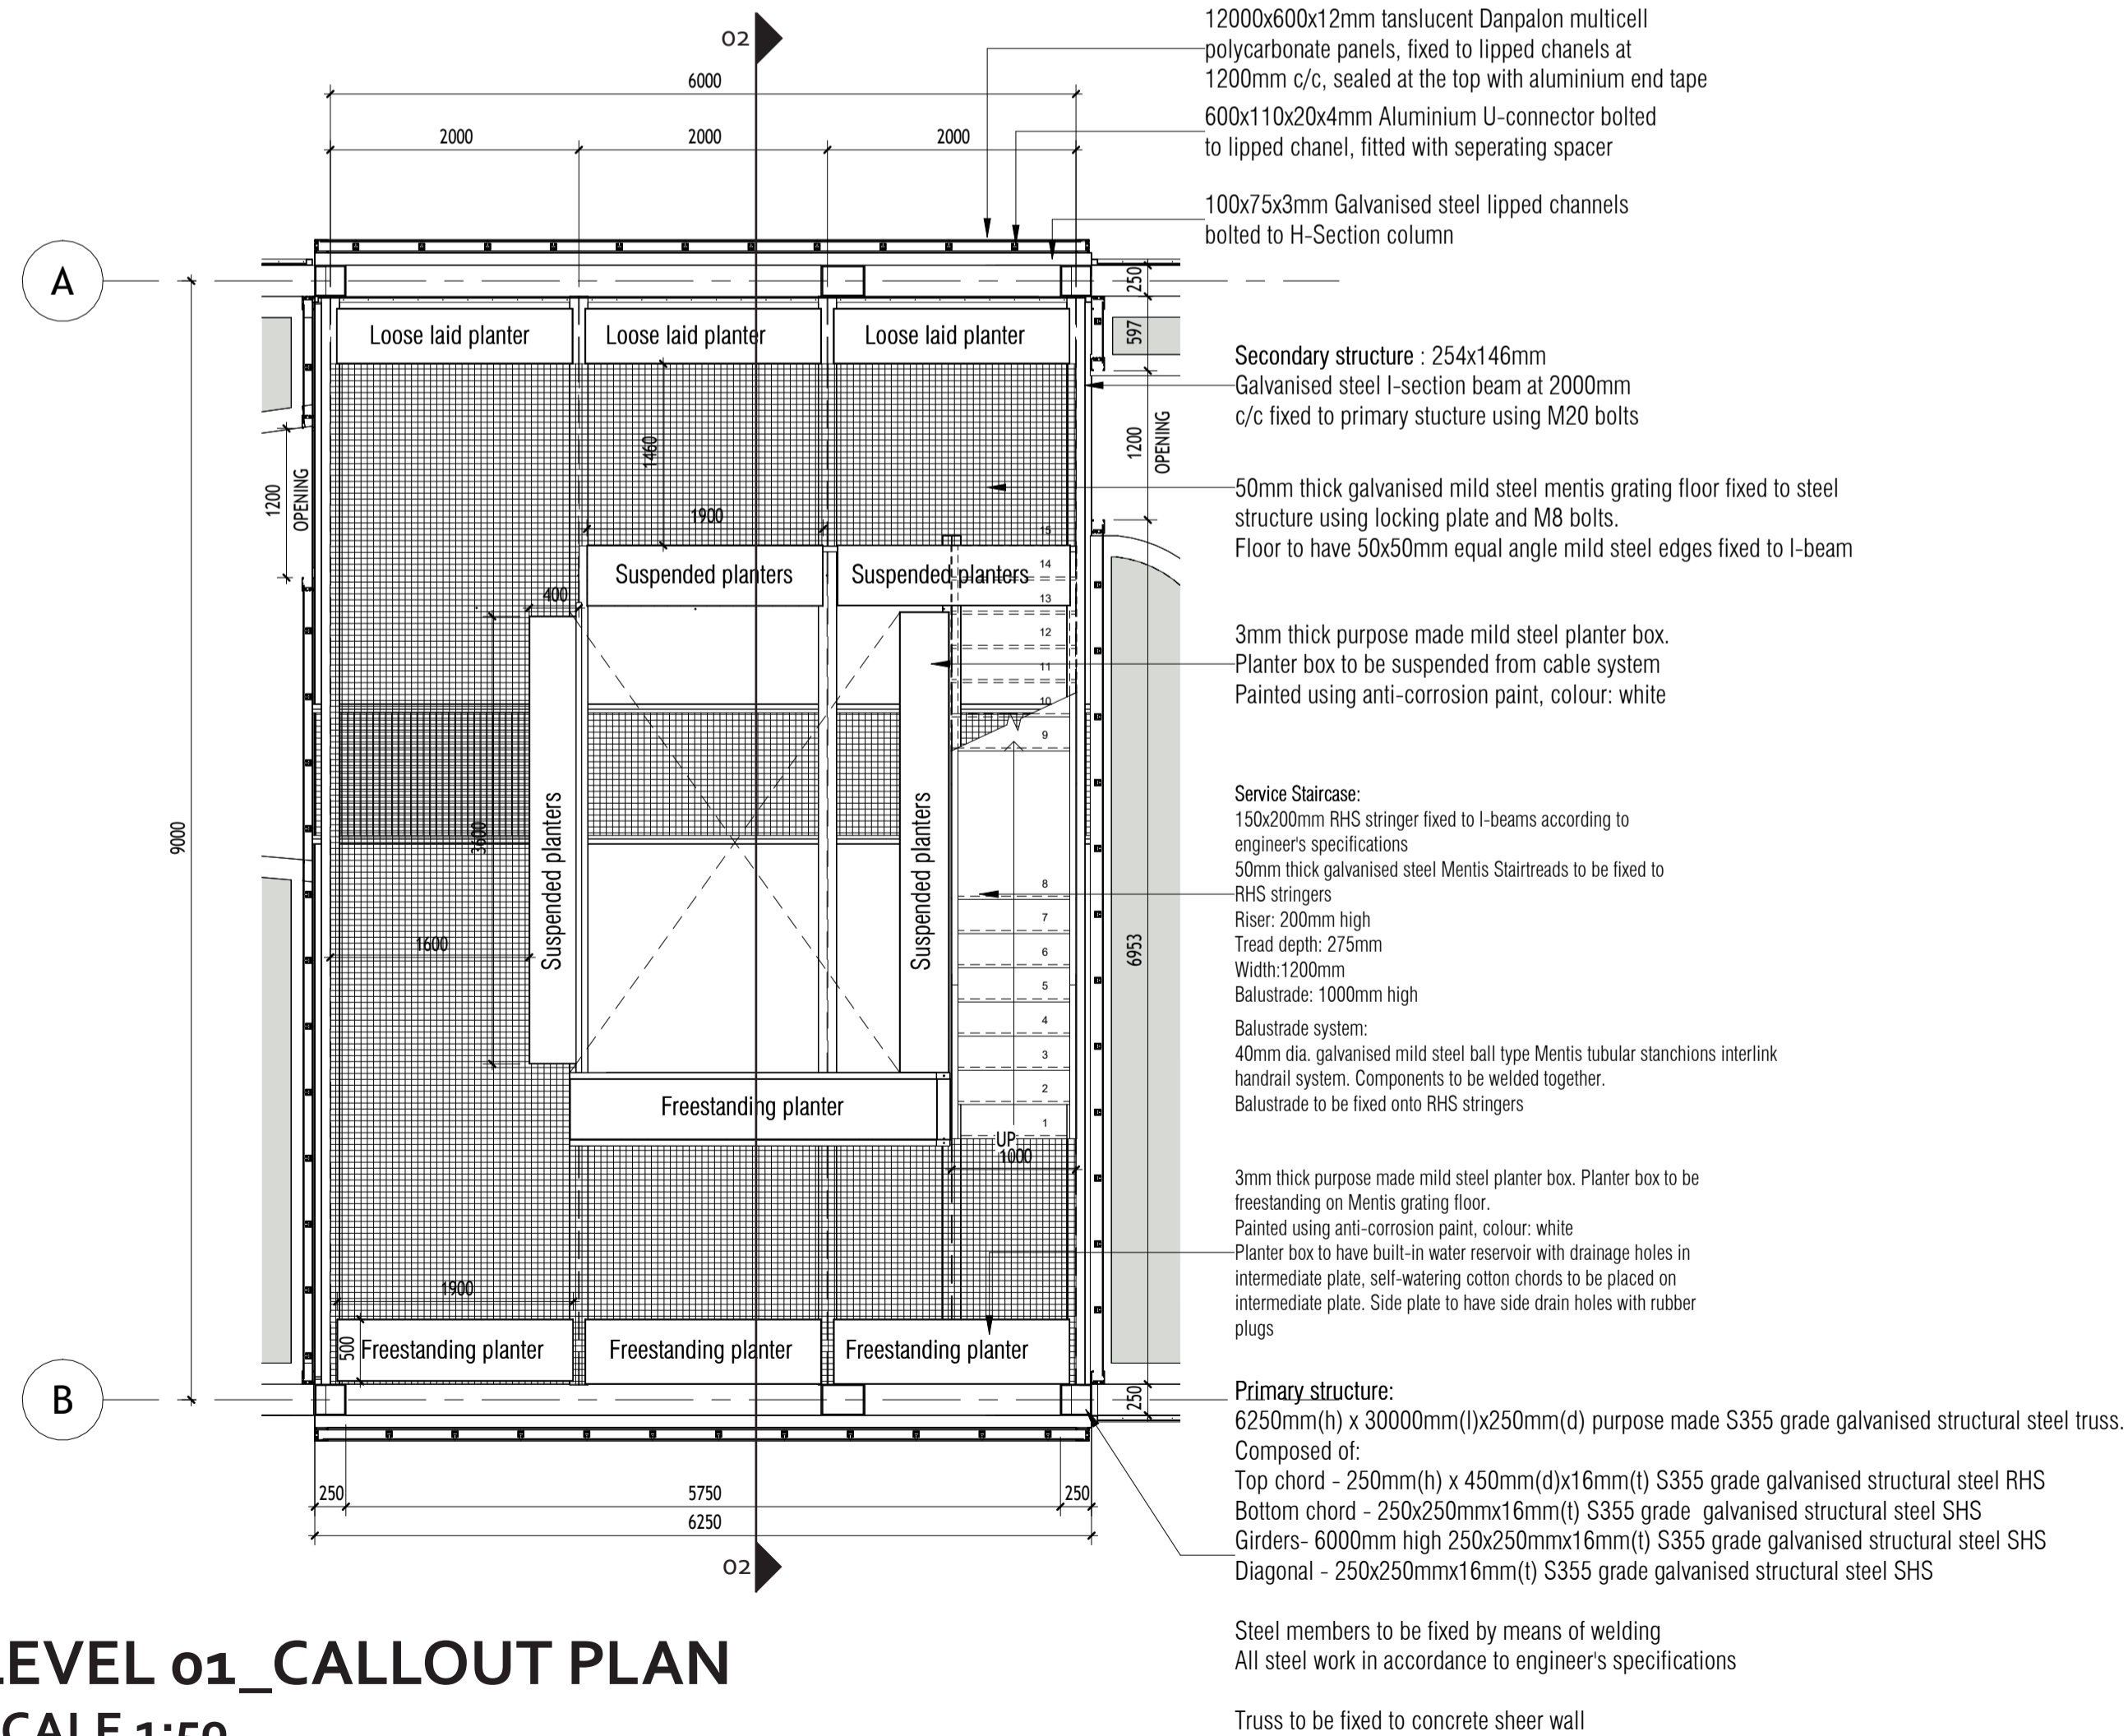 12000x600x12mm tanslucent Danpalon multicell
polycarbonate panels, fixed to lipped chanels at
1200mm c/c, sealed at the top with aluminium end tape
600x110x20x4mm Aluminium U-connector bolted
to lipped chanel, fitted with seperating spacer
100x75x3mm Galvanised steel lipped channels
bolted to H-Section column
02
6000
2000
2000
2000
A
250
Loose laid planter
Loose laid planter
Loose laid planter
597
Secondary structure : 254x146mm
Galvanised steel I-section beam at 2000mm
c/c fixed to primary stucture using M20 bolts
1460
1200
OPENING
1200
OPENING
1900
50mm thick galvanised mild steel mentis grating floor fixed to steel
structure using locking plate and M8 bolts.
Floor to have 50x50mm equal angle mild steel edges fixed to I-beam
15
14
13
12
11
10
9
Suspended planters
Suspended planters
400
3mm thick purpose made mild steel planter box.
Planter box to be suspended from cable system
Painted using anti-corrosion paint, colour: white
9000
3600
Suspended planters
Suspended planters
Service Staircase:
150x200mm RHS stringer fixed to I-beams according to
engineer's specifications
50mm thick galvanised steel Mentis Stairtreads to be fixed to
RHS stringers
Riser: 200mm high
Tread depth: 275mm
Width:1200mm
Balustrade: 1000mm high
Balustrade system:
40mm dia. galvanised mild steel ball type Mentis tubular stanchions interlink
handrail system. Components to be welded together.
Balustrade to be fixed onto RHS stringers
8
7
6
5
4
3
2
1
1600
6953
Freestanding planter
UP
1000
3mm thick purpose made mild steel planter box. Planter box to be
freestanding on Mentis grating floor.
Painted using anti-corrosion paint, colour: white
Planter box to have built-in water reservoir with drainage holes in
intermediate plate, self-watering cotton chords to be placed on
intermediate plate. Side plate to have side drain holes with rubber
plugs
1900
500
Freestanding planter
Freestanding planter
Freestanding planter
B
250
Primary structure:
6250mm(h) x 30000mm(l)x250mm(d) purpose made S355 grade galvanised structural steel truss.
Composed of:
Top chord - 250mm(h) x 450mm(d)x16mm(t) S355 grade galvanised structural steel RHS
Bottom chord - 250x250mmx16mm(t) S355 grade galvanised structural steel SHS
Girders- 6000mm high 250x250mmx16mm(t) S355 grade galvanised structural steel SHS
Diagonal - 250x250mmx16mm(t) S355 grade galvanised structural steel SHS
250
5750
250
6250
02
Steel members to be fixed by means of welding
All steel work in accordance to engineer's specifications
Truss to be fixed to concrete sheer wall
LEVEL 01_CALLOUT PLAN
SCALE 1:50